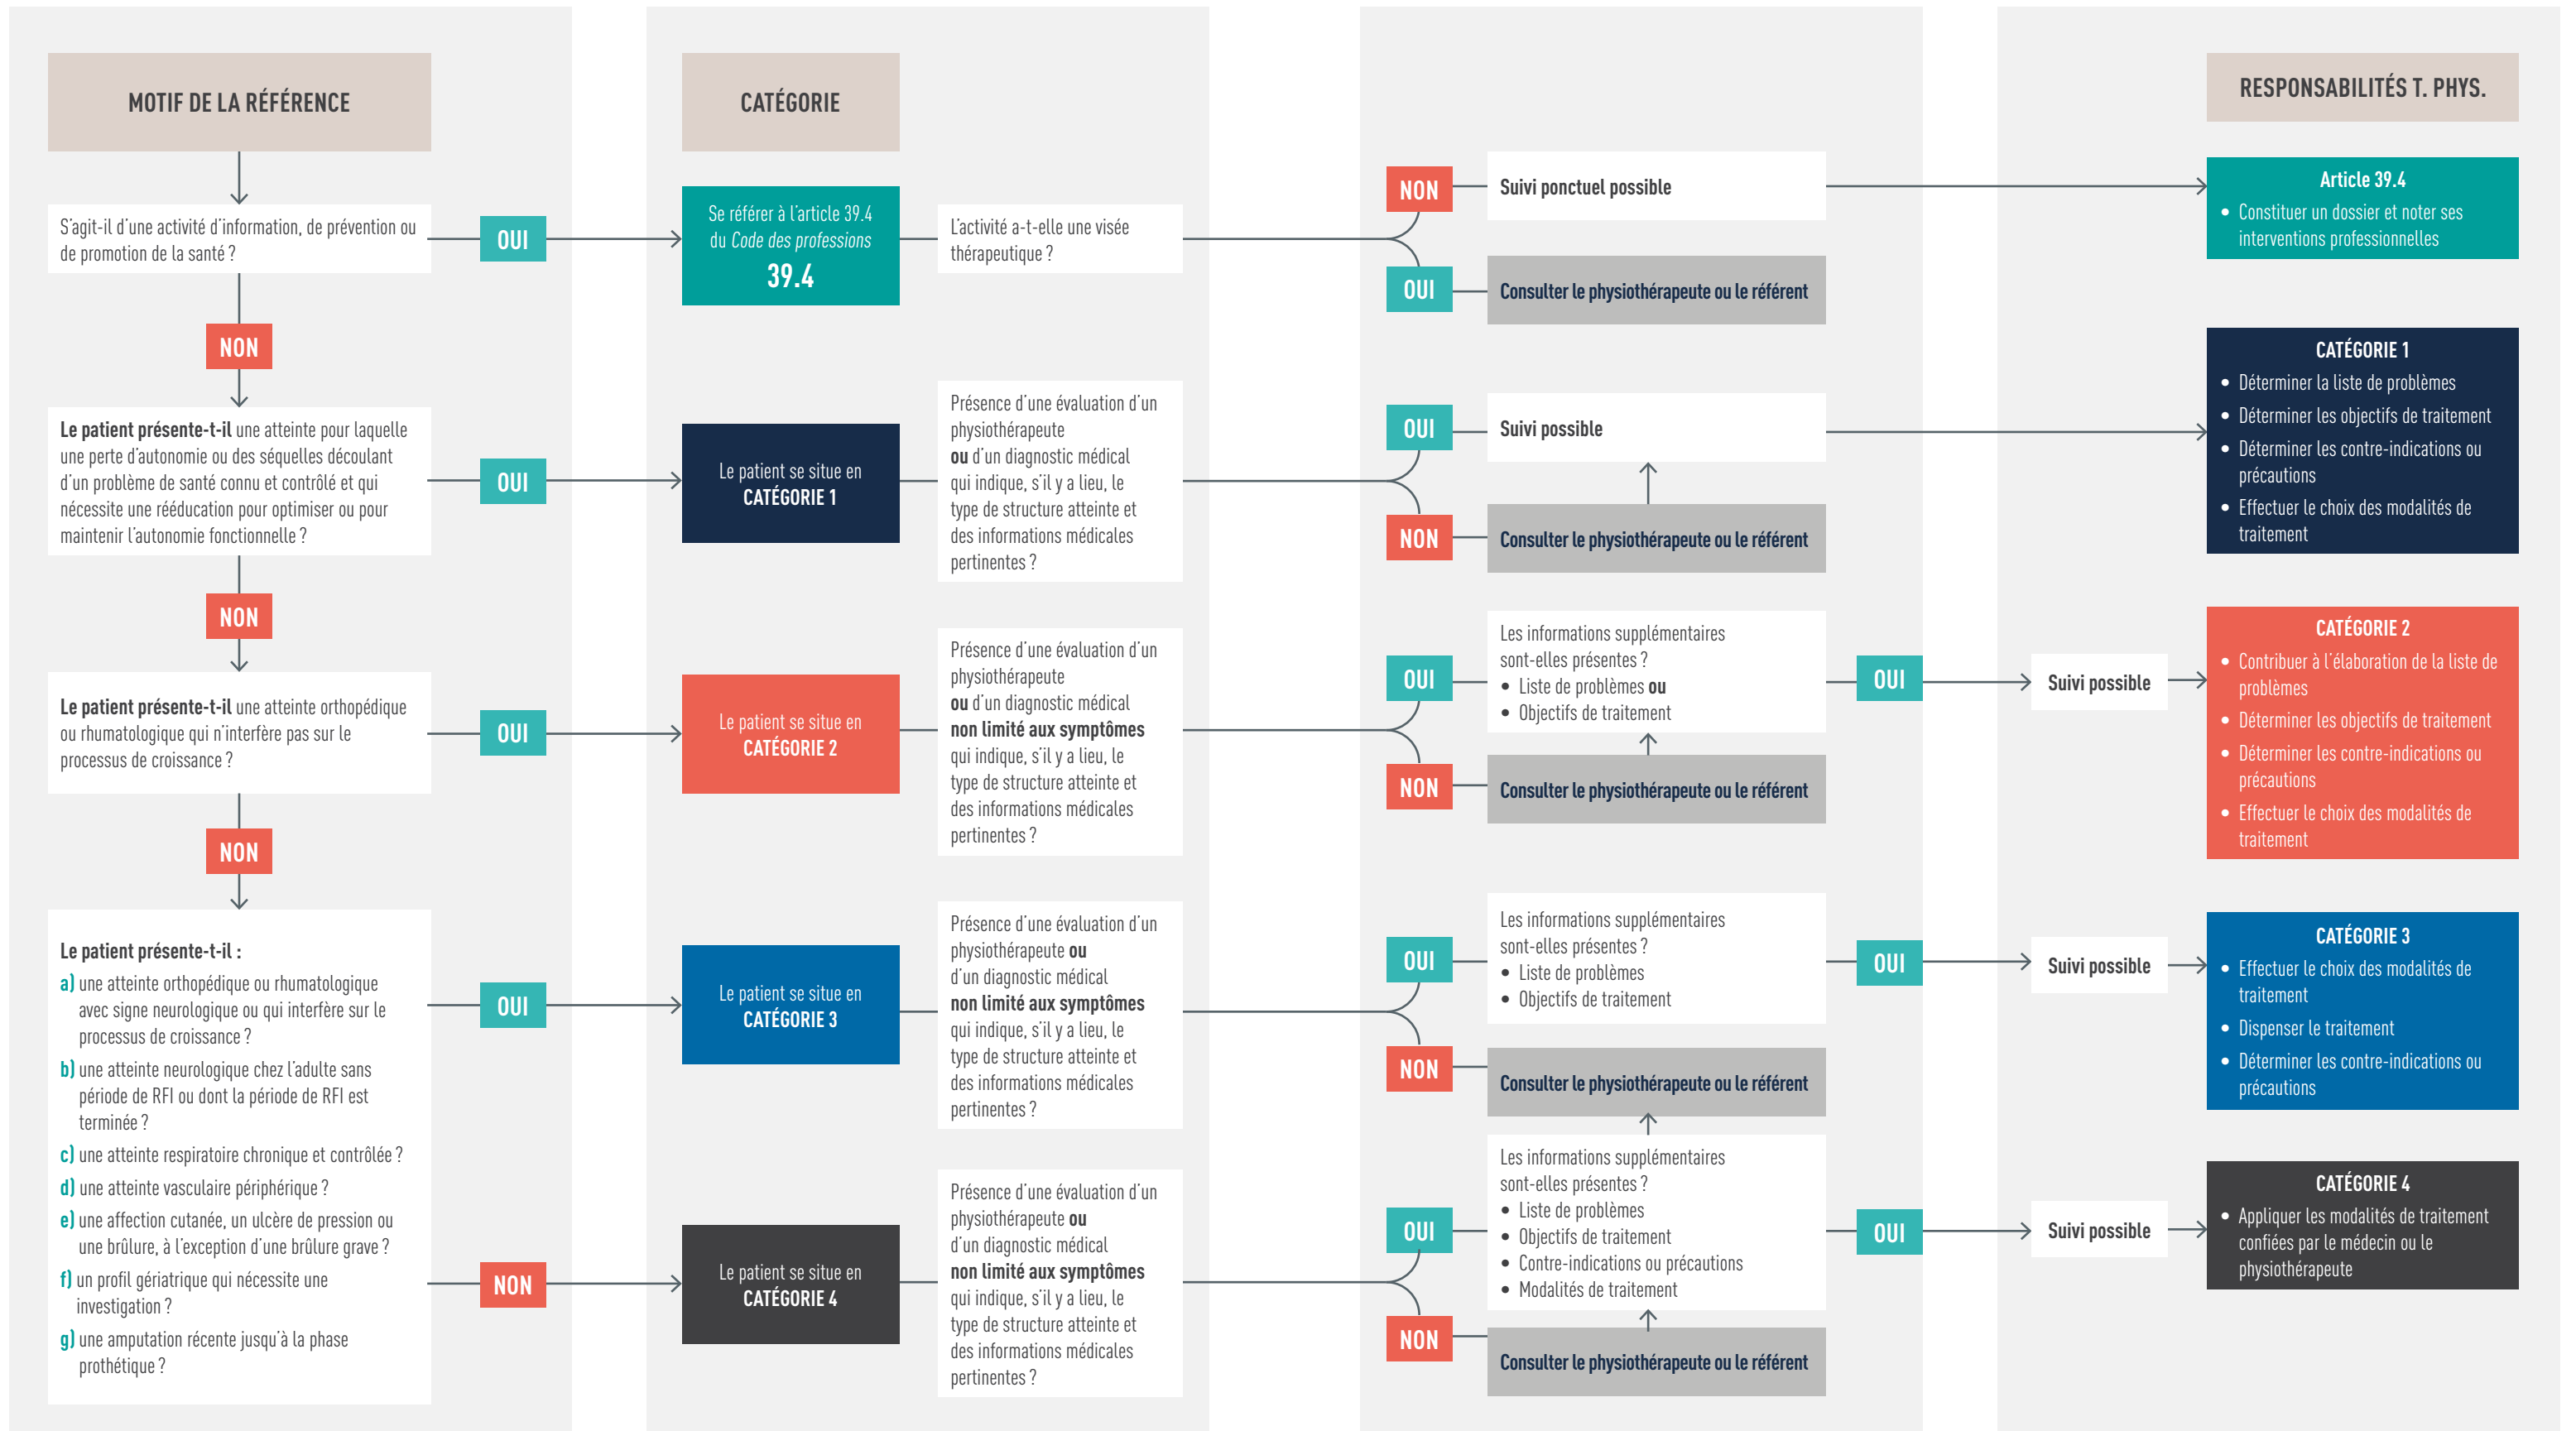 MOTIF DE LA RÉFÉRENCE
S'agit-il d'une activité d'information, de prévention ou
de promotion de la santé ?
OUI
NON
Le patient présente-t-il une atteinte pour laquelle
une perte d'autonomie ou des séquelles découlant
d'un problème de santé connu et contrôlé et qui
nécessite une rééducation pour optimiser ou pour
maintenir l'autonomie fonctionnelle ?
OUI
NON
Le patient présente-t-il une atteinte orthopédique
ou rhumatologique qui n'interfère pas sur le
processus de croissance ?
OUI
NON
Le patient présente-t-il :
a) une atteinte orthopédique ou rhumatologique
avec signe neurologique ou qui interfère sur le
processus de croissance ?
b) une atteinte neurologique chez l'adulte sans
période de RFI ou dont la période de RFI est
terminée ?
c) une atteinte respiratoire chronique et contrôlée ?
d) une atteinte vasculaire périphérique ?
e) une affection cutanée, un ulcère de pression ou
une brûlure, à l'exception d'une brûlure grave ?
f) un profil gériatrique qui nécessite une
investigation ?
g) une amputation récente jusqu'à la phase
prothétique ?
OUI
NON
CATÉGORIE
Se référer à l'article 39.4
du Code des professions
39.4
L'activité a-t-elle une visée
thérapeutique ?
Le patient se situe en
CATÉGORIE 1
Présence d'une évaluation d'un
physiothérapeute
ou d'un diagnostic médical
qui indique, s'il y a lieu, le
type de structure atteinte et
des informations médicales
pertinentes ?
Le patient se situe en
CATÉGORIE 2
Présence d'une évaluation d'un
physiothérapeute
ou d'un diagnostic médical
non limité aux symptômes
qui indique, s'il y a lieu, le
type de structure atteinte et
des informations médicales
pertinentes ?
Le patient se situe en
CATÉGORIE 3
Présence d'une évaluation d'un
physiothérapeute ou
d'un diagnostic médical
non limité aux symptômes
qui indique, s'il y a lieu, le
type de structure atteinte et
des informations médicales
pertinentes ?
Le patient se situe en
CATÉGORIE 4
Présence d'une évaluation d'un
physiothérapeute ou
d'un diagnostic médical
non limité aux symptômes
qui indique, s'il y a lieu, le
type de structure atteinte et
des informations médicales
pertinentes ?
NON
Suivi ponctuel possible
OUI
Consulter le physiothérapeute ou le référent
OUI
Suivi possible
NON
Consulter le physiothérapeute ou le référent
OUI
Les informations supplémentaires
sont-elles présentes ?
• Liste de problèmes ou
• Objectifs de traitement
OUI
Suivi possible
NON
Consulter le physiothérapeute ou le référent
OUI
Les informations supplémentaires
sont-elles présentes ?
• Liste de problèmes
• Objectifs de traitement
OUI
Suivi possible
NON
Consulter le physiothérapeute ou le référent
OUI
Les informations supplémentaires
sont-elles présentes ?
• Liste de problèmes
• Objectifs de traitement
• Contre-indications ou précautions
• Modalités de traitement
OUI
Suivi possible
NON
Consulter le physiothérapeute ou le référent
RESPONSABILITÉS T. PHYS.
Article 39.4
• Constituer un dossier et noter ses
interventions professionnelles
CATÉGORIE 1
• Déterminer la liste de problèmes
• Déterminer les objectifs de traitement
• Déterminer les contre-indications ou
précautions
• Effectuer le choix des modalités de
traitement
CATÉGORIE 2
• Contribuer à l'élaboration de la liste de
problèmes
• Déterminer les objectifs de traitement
• Déterminer les contre-indications ou
précautions
• Effectuer le choix des modalités de
traitement
CATÉGORIE 3
• Effectuer le choix des modalités de
traitement
• Dispenser le traitement
• Déterminer les contre-indications ou
précautions
CATÉGORIE 4
• Appliquer les modalités de traitement
confiées par le médecin ou le
physiothérapeute